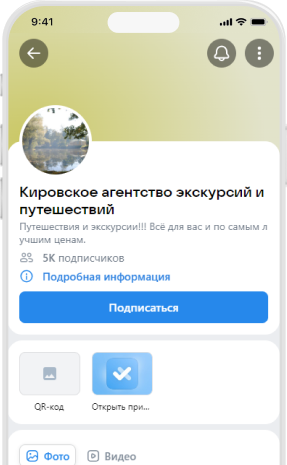 9:41
Кировское агентство экскурсий и
путешествий
Путешествия и экскурсии!!! Всё для вас и по самым л
учшим ценам.
5K подписчиков
Подробная информация
Подписаться
QR-код
Открыть при...
Фото
Видео